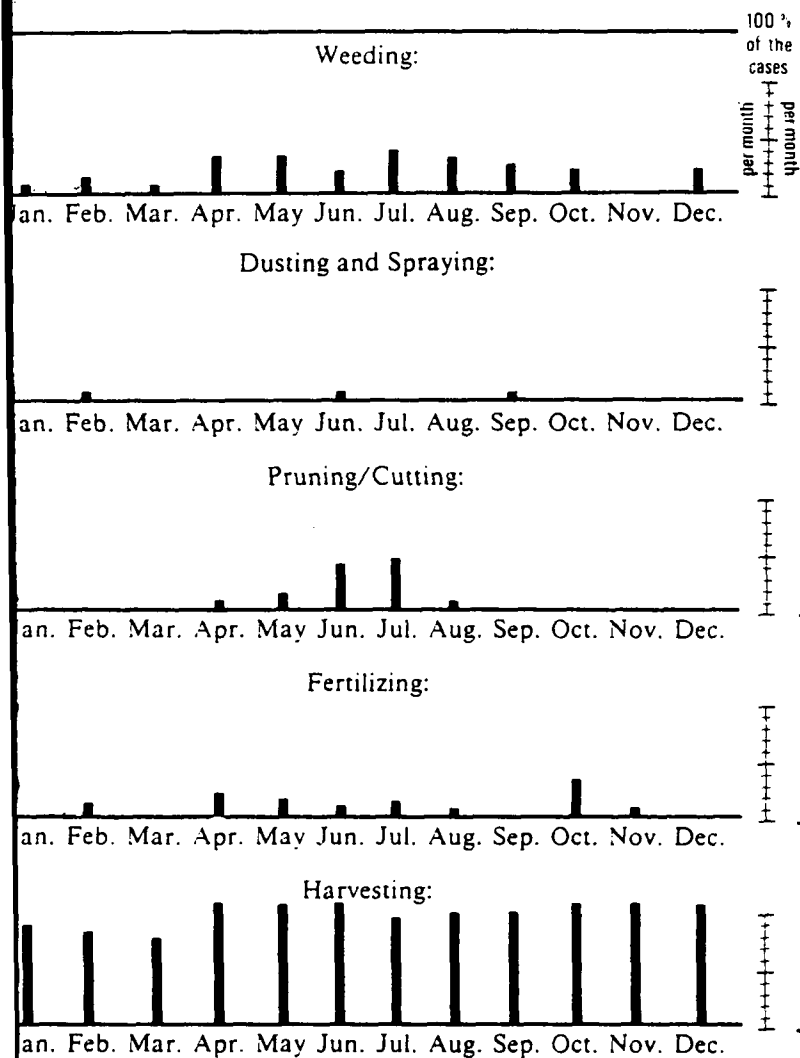 100 %
of the
cases
Weeding:
per month
per month
an. Feb. Mar. Apr. May Jun. Jul. Aug. Sep. Oct. Nov. Dec.
Dusting and Spraying:
an. Feb. Mar. Apr. May Jun. Jul. Aug. Sep. Oct. Nov. Dec.
Pruning/Cutting:
an. Feb. Mar. Apr. May Jun. Jul. Aug. Sep. Oct. Nov. Dec.
Fertilizing:
an. Feb. Mar. Apr. May Jun. Jul. Aug. Sep. Oct. Nov. Dec.
Harvesting:
an. Feb. Mar. Apr. May Jun. Jul. Aug. Sep. Oct. Nov. Dec.